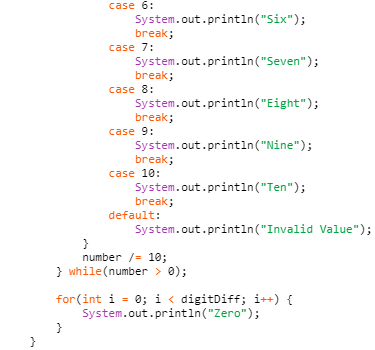 case 6:
System.out.println("Six");
break;
case 7:
System.out.println("Seven");
break;
case 8:
System.out.println("Eight");
break;
case 9:
System.out.println("Nine");
break;
case 10:
System.out.println("Ten");
break;
default:
System.out.println("Invalid Value");
}
number /= 10;
} while(number > 0);
for(int i = 0; i < digitDiff; i++) {
System.out.println("Zero");
}
}